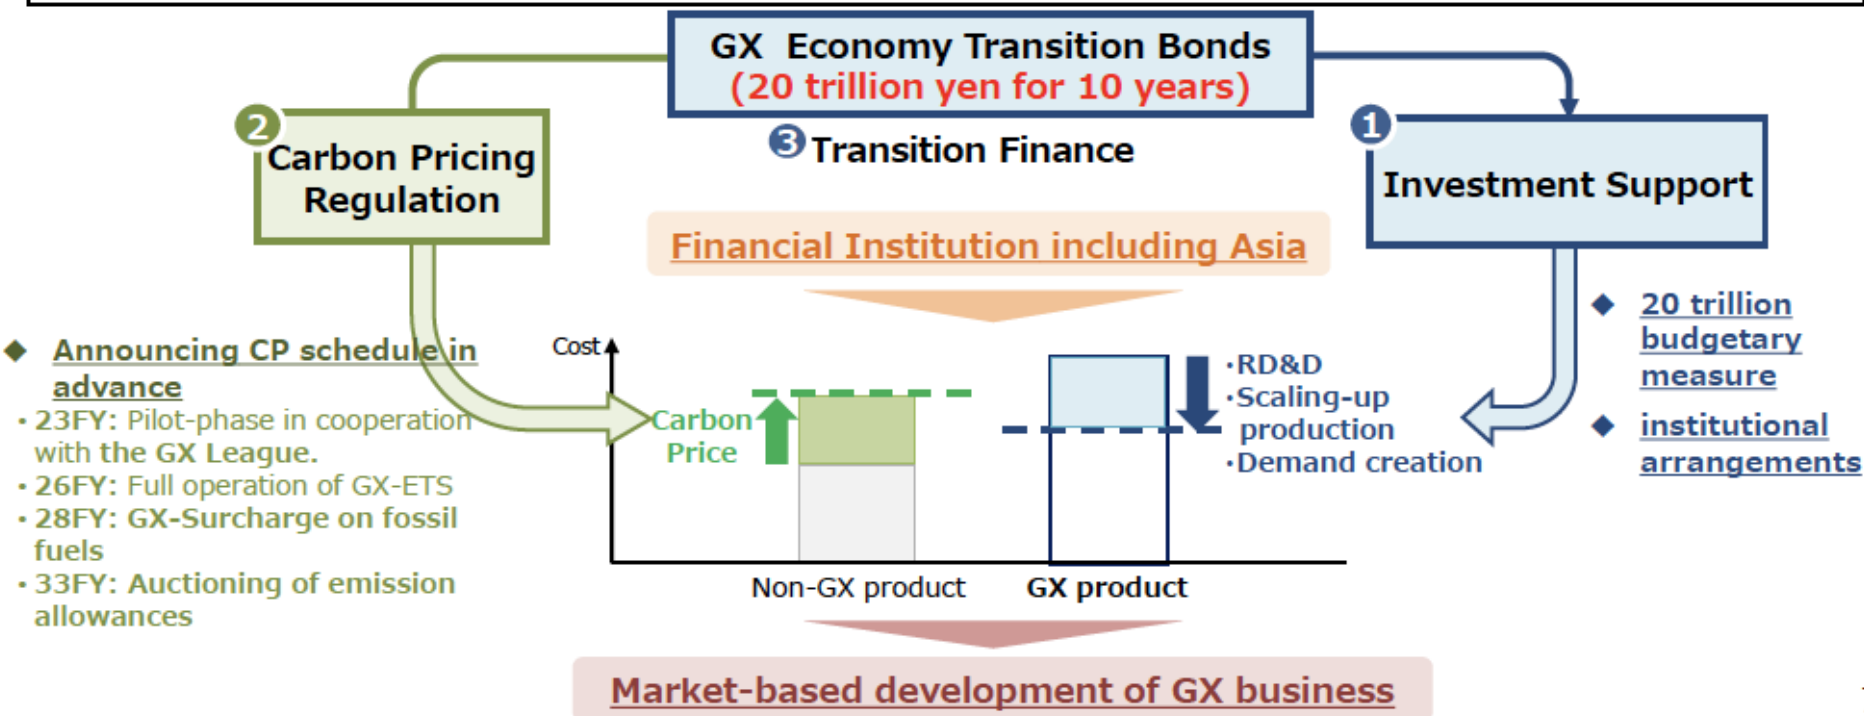 GX Economy Transition Bonds
(20 trillion yen for 10 years)
2
Carbon Pricing
Regulation
3 Transition Finance
1
Investment Support
Financial Institution including Asia
◆ Announcing CP schedule in
advance
・23FY: Pilot-phase in cooperation
with the GX League.
・26FY: Full operation of GX-ETS
・28FY: GX-Surcharge on fossil
fuels
・33FY: Auctioning of emission
allowances
Cost
Carbon
Price
・RD&D
・Scaling-up
production
・Demand creation
◆ 20 trillion
budgetary
measure
◆ institutional
arrangements
Non-GX product
GX product
Market-based development of GX business